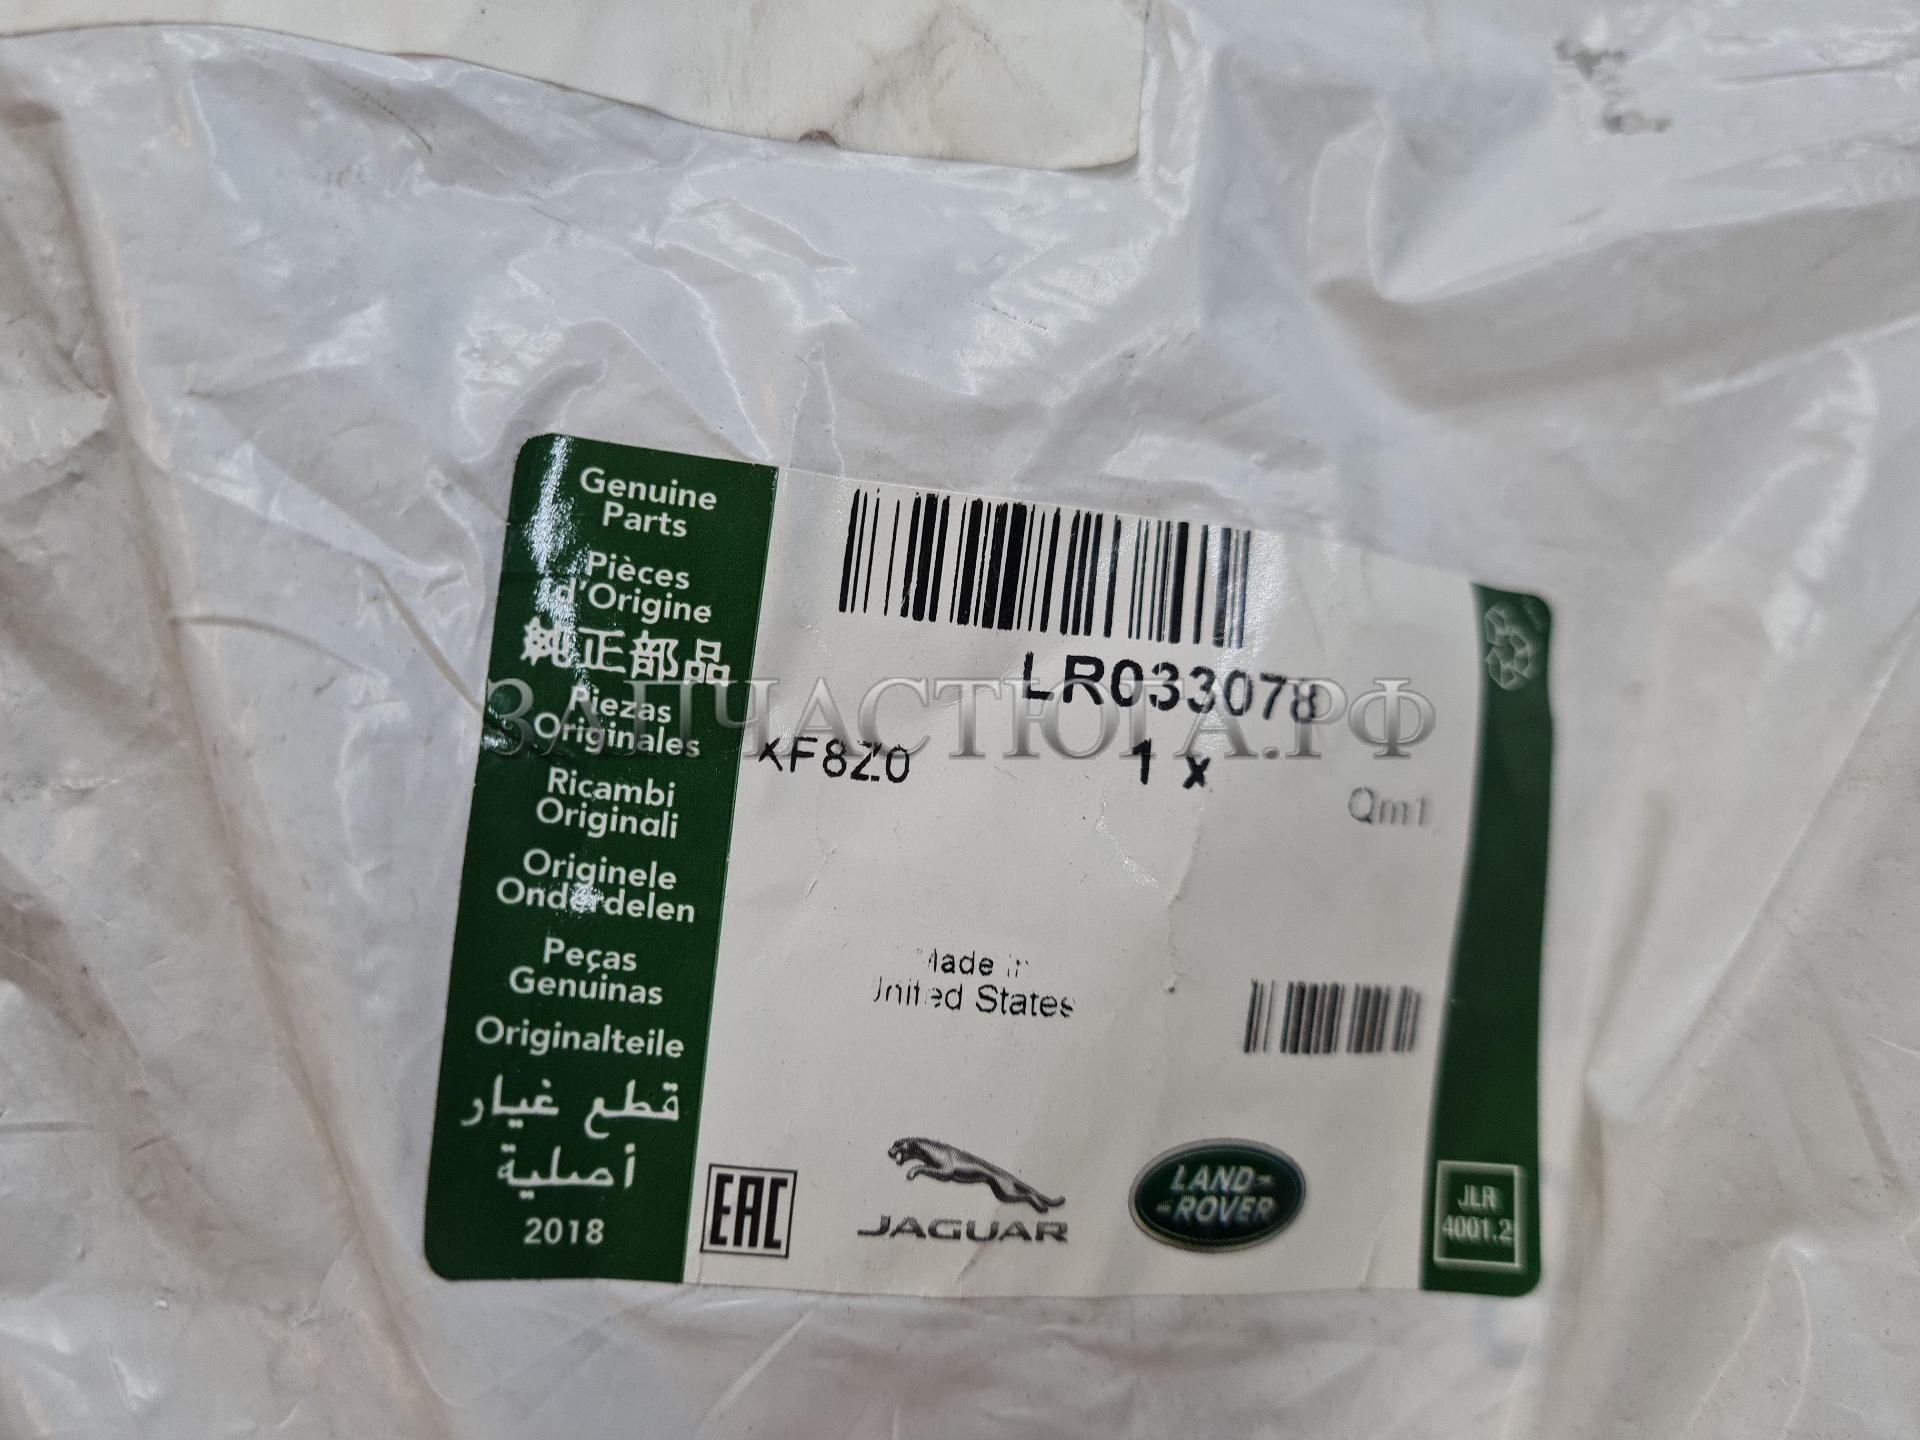 Genuine
Parts
Pièces
d'Origine
純正部品
Piezas
Originales
Ricambi
Originali
Originele
Onderdelen
Peças
Genuinas
Originalteile
قطع غيار
أصلية
2018
LR033078
ЗАПЧАСТЮГА.РФ
KF8Z0
1 x
Qm1
Made in
United States
EAC
JAGUAR
LAND-
-ROVER
JLR
4001.2